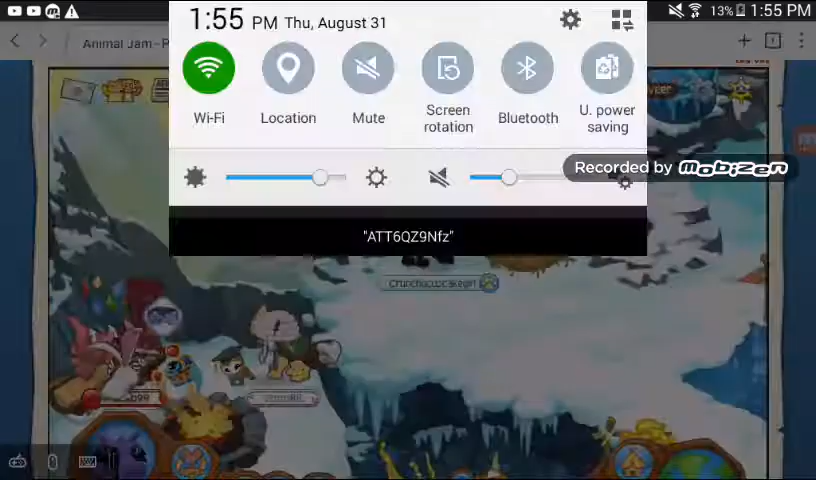 1:55 PM Thu, August 31
13% 1:55 PM
Animal Jam - P
Wi-Fi
Location
Mute
Screen rotation
Bluetooth
U. power saving
Recorded by mobizen
"ATT6QZ9Nfz"